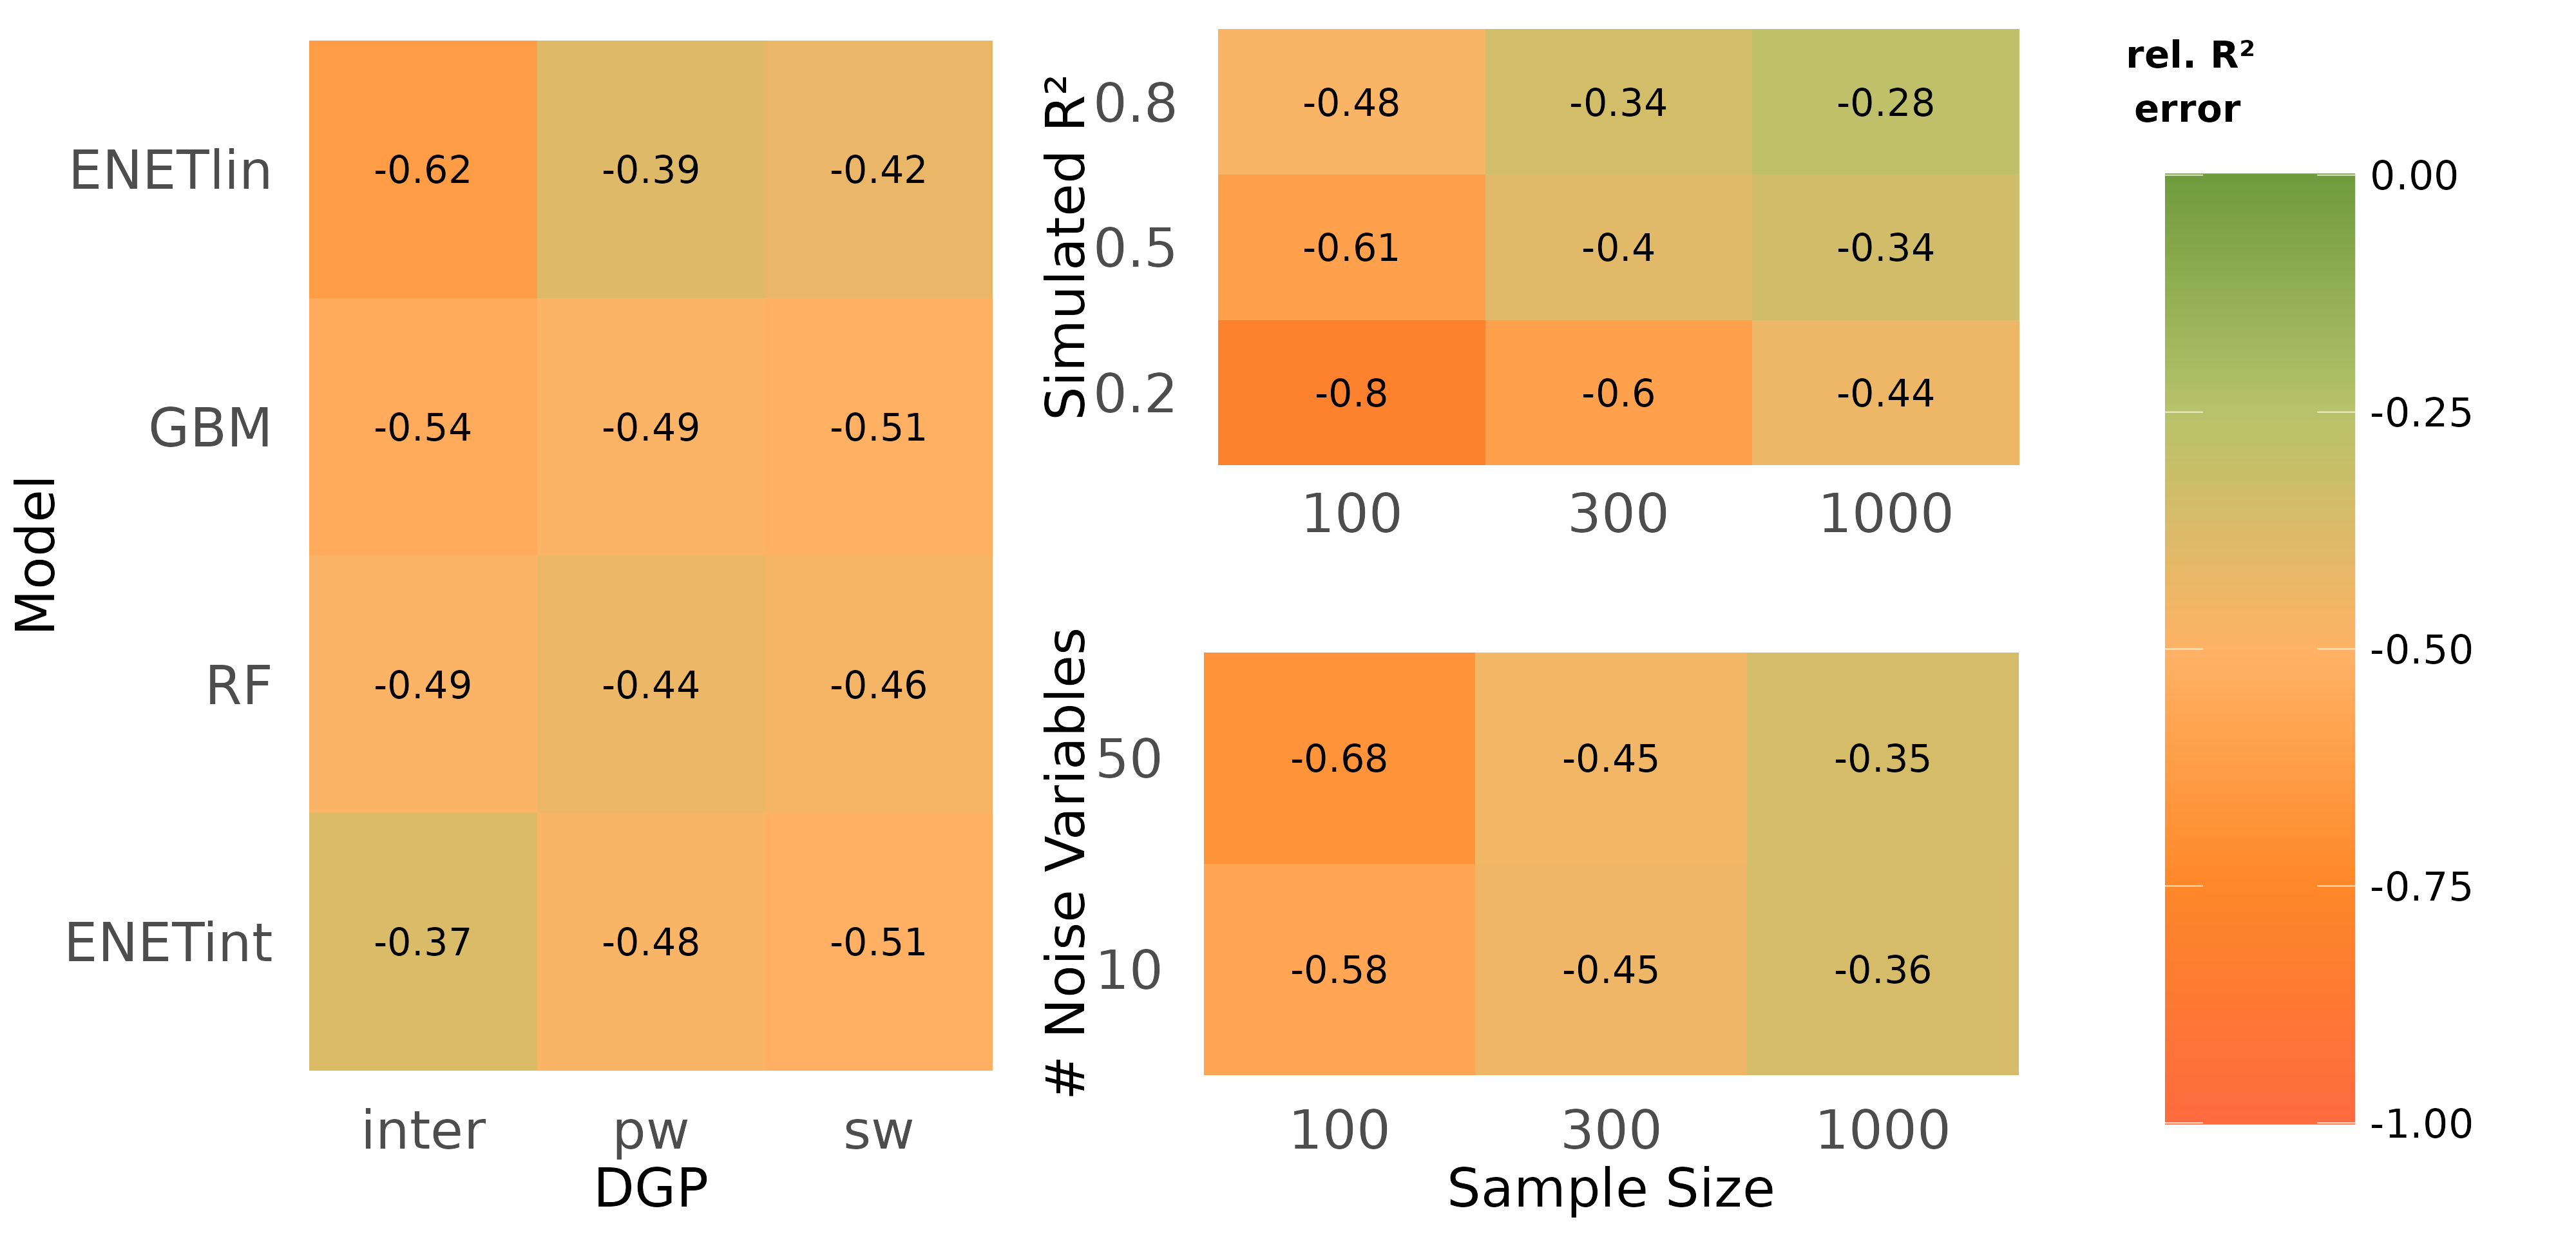 Model
ENETlin -0.62 -0.39 -0.42
GBM -0.54 -0.49 -0.51
RF -0.49 -0.44 -0.46
ENETint -0.37 -0.48 -0.51
inter pw sw
DGP
Simulated R²
0.8 -0.48 -0.34 -0.28
0.5 -0.61 -0.4 -0.34
0.2 -0.8 -0.6 -0.44
100 300 1000
# Noise Variables
50 -0.68 -0.45 -0.35
10 -0.58 -0.45 -0.36
100 300 1000
Sample Size
rel. R²
error
0.00
-0.25
-0.50
-0.75
-1.00